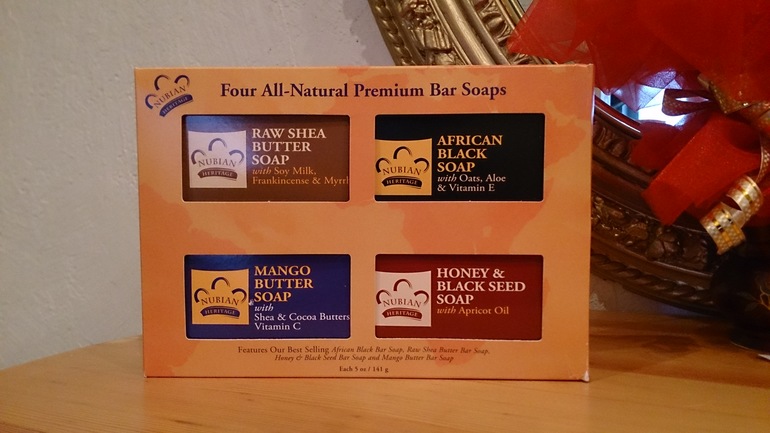 NUBIAN
HERITAGE
Four All-Natural Premium Bar Soaps
NUBIAN
HERITAGE
RAW SHEA
BUTTER
SOAP
with Soy Milk,
Frankincense & Myrrh
NUBIAN
HERITAGE
AFRICAN
BLACK
SOAP
with Oats, Aloe
& Vitamin E
NUBIAN
HERITAGE
MANGO
BUTTER
SOAP
with
Shea & Cocoa Butters
Vitamin C
NUBIAN
HERITAGE
HONEY &
BLACK SEED
SOAP
with Apricot Oil
Features Our Best Selling African Black Bar Soap, Raw Shea Butter Bar Soap,
Honey & Black Seed Bar Soap and Mango Butter Bar Soap
Each 5 oz / 141 g